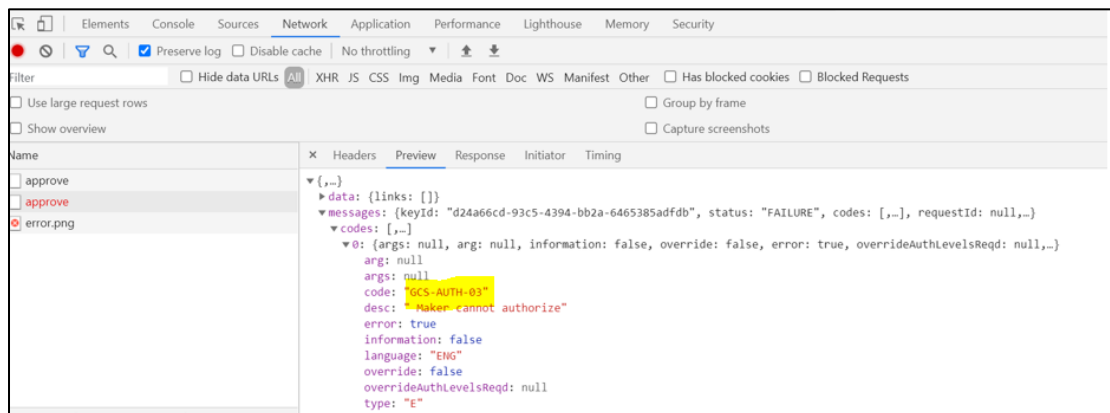 Elements Console Sources Network Application Performance Lighthouse Memory Security
Preserve log Disable cache No throttling
Filter Hide data URLs All XHR JS CSS Img Media Font Doc WS Manifest Other Has blocked cookies Blocked Requests
Use large request rows Group by frame
Show overview Capture screenshots
Name × Headers Preview Response Initiator Timing
approve
approve
error.png
▼{,…}
▶data: {links: []}
▼messages: {keyId: "d24a66cd-93c5-4394-bb2a-6465385adfdb", status: "FAILURE", codes: [,…], requestId: null,…}
▼codes: [,…]
▼0: {args: null, arg: null, information: false, override: false, error: true, overrideAuthLevelsReqd: null,…}
arg: null
args: null
code: "GCS-AUTH-03"
desc: " Maker cannot authorize"
error: true
information: false
language: "ENG"
override: false
overrideAuthLevelsReqd: null
type: "E"